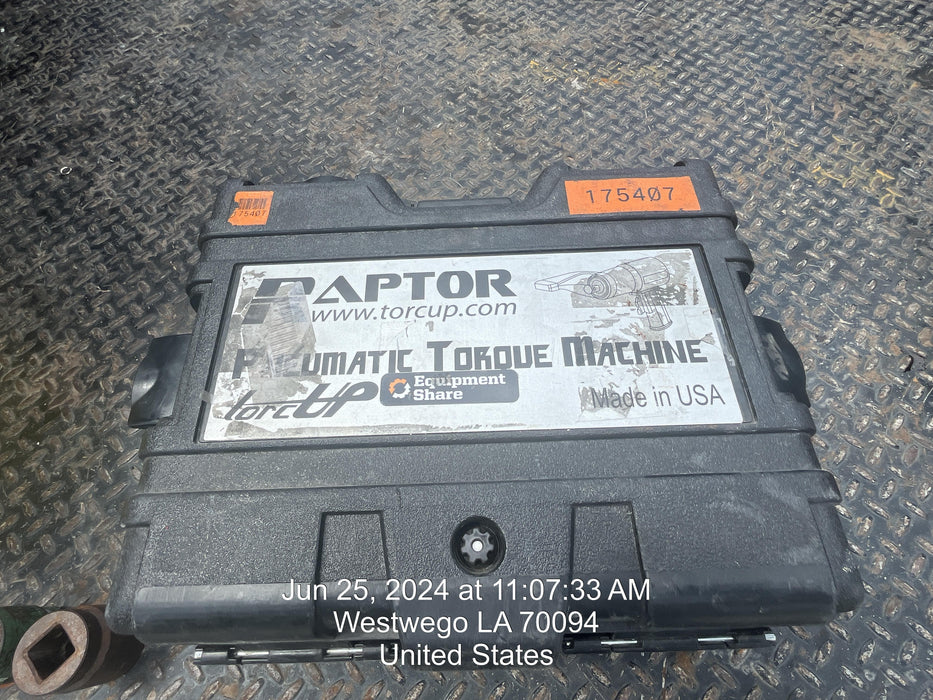 175407
175407
RAPTOR
www.torcup.com
PNEUMATIC TORQUE MACHINE
torcUP
Equipment
Share
Made in USA
Jun 25, 2024 at 11:07:33 AM
Westwego LA 70094
United States